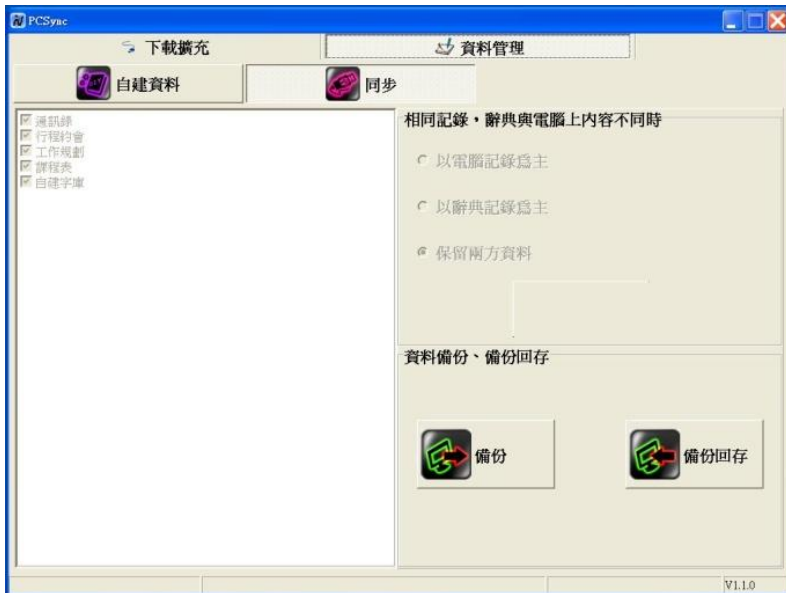 PCSync
下載擴充
資料管理
自建資料
同步
通訊錄
行程約會
工作規劃
課程表
自建字庫
相同記錄，辭典與電腦上內容不同時
以電腦記錄為主
以辭典記錄為主
保留兩方資料
資料備份、備份回存
備份
備份回存
V1.1.0